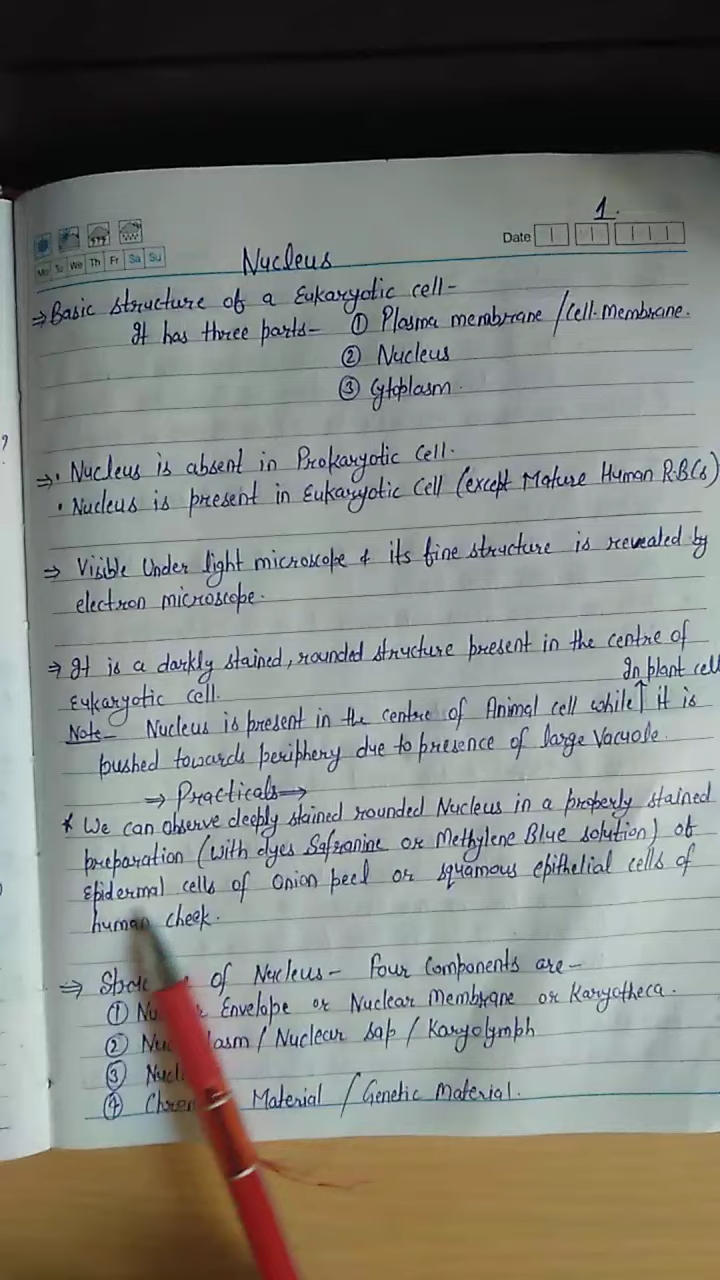 1.
Date
Mo Tu We Th Fr Sa Su
Nucleus
⇒ Basic structure of a Eukaryotic cell-
It has three parts- ① Plasma membrane /Cell-Membrane.
② Nucleus
③ Cytoplasm.
⇒ • Nucleus is absent in Prokaryotic Cell.
• Nucleus is present in Eukaryotic Cell (except Mature Human R.B.Cs)
⇒ Visible Under light microscope & its fine structure is revealed by
electron microscope.
⇒ It is a darkly stained, rounded structure present in the centre of
Eukaryotic cell.
In plant cell
Note- Nucleus is present in the centre of Animal cell while ↑ it is
pushed towards periphery due to presence of large Vacuole.
⇒ Practicals →
* We can observe deeply stained rounded Nucleus in a properly stained
preparation (with dyes Safranine or Methylene Blue solution) of
Epidermal cells of Onion peel or squamous epithelial cells of
human cheek.
⇒ of Nucleus- Four Components are-
① Envelope or Nuclear Membrane or Karyotheca.
② / Nuclear Sap / Karyolymph
③
④ Material / Genetic Material.